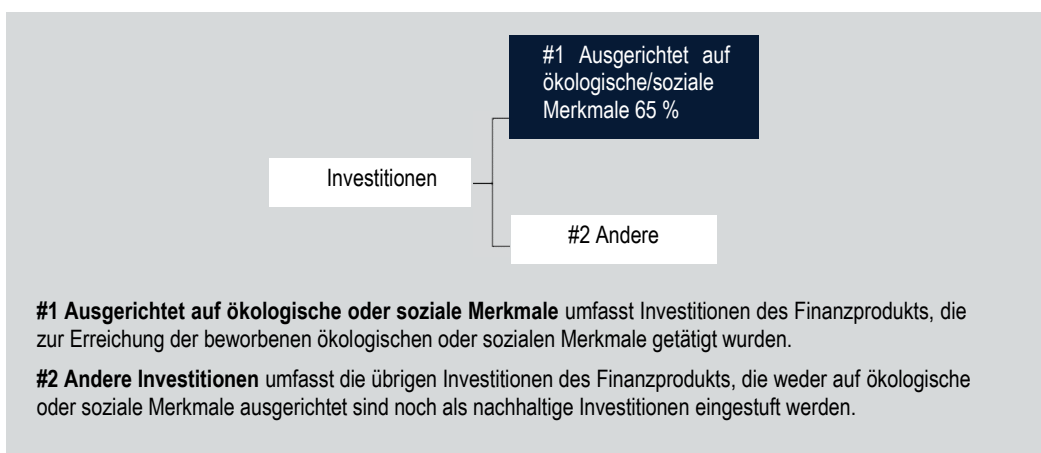 #1 Ausgerichtet auf
ökologische/soziale
Merkmale 65 %
Investitionen
#2 Andere
#1 Ausgerichtet auf ökologische oder soziale Merkmale umfasst Investitionen des Finanzprodukts, die
zur Erreichung der beworbenen ökologischen oder sozialen Merkmale getätigt wurden.
#2 Andere Investitionen umfasst die übrigen Investitionen des Finanzprodukts, die weder auf ökologische
oder soziale Merkmale ausgerichtet sind noch als nachhaltige Investitionen eingestuft werden.